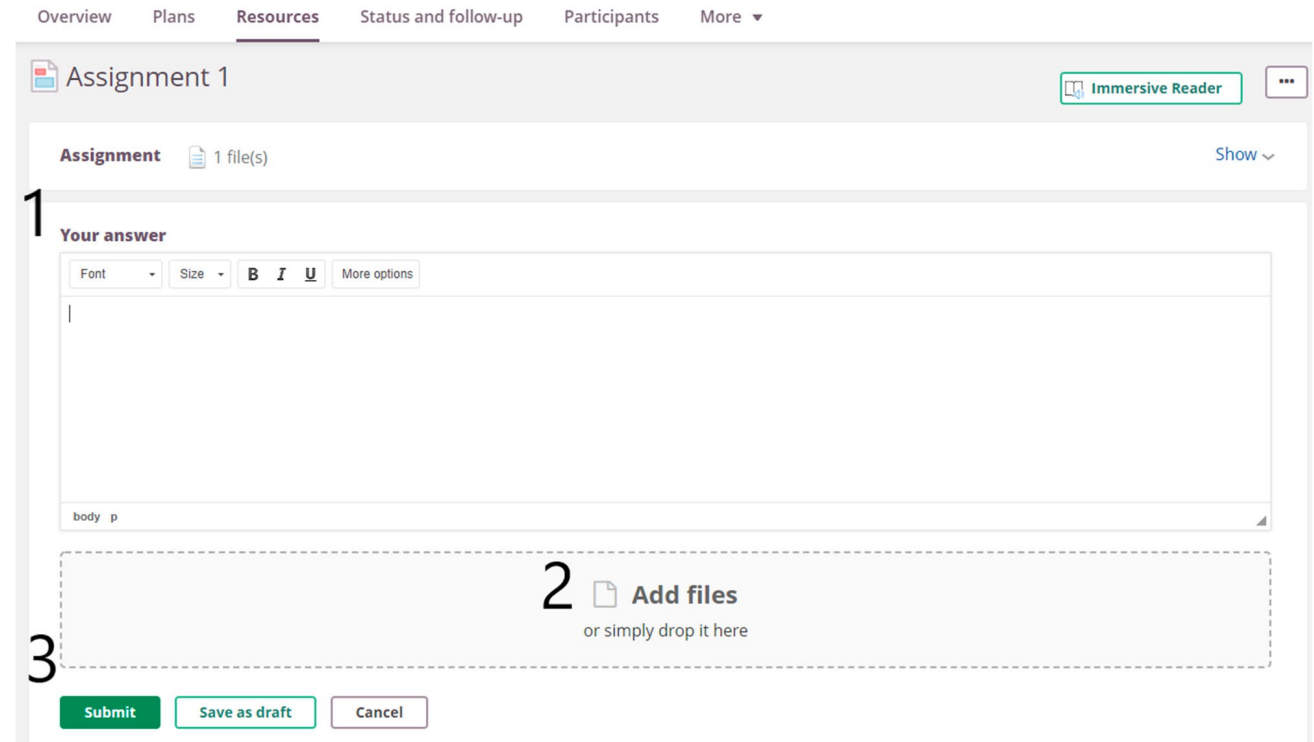 Overview Plans Resources Status and follow-up Participants More
Assignment 1
Immersive Reader
...
Assignment 1 file(s) Show
1
Your answer
Font Size B I U More options
body p
2 Add files
or simply drop it here
3
Submit Save as draft Cancel